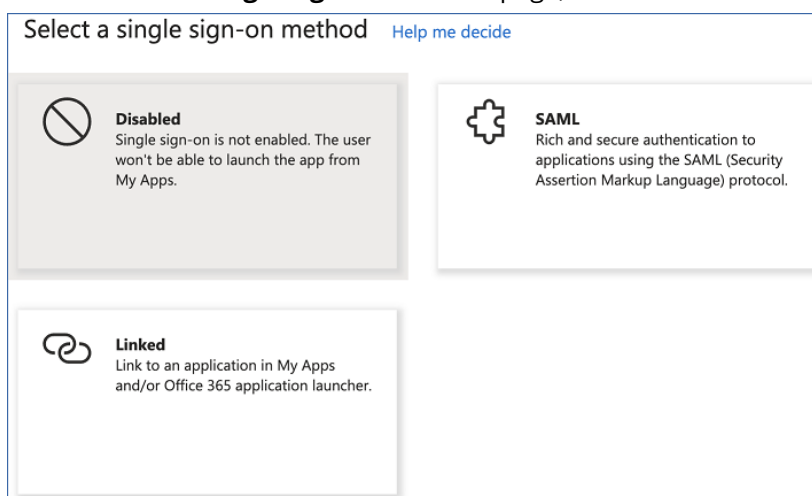 Select a single sign-on method Help me decide
Disabled
Single sign-on is not enabled. The user
won't be able to launch the app from
My Apps.
SAML
Rich and secure authentication to
applications using the SAML (Security
Assertion Markup Language) protocol.
Linked
Link to an application in My Apps
and/or Office 365 application launcher.